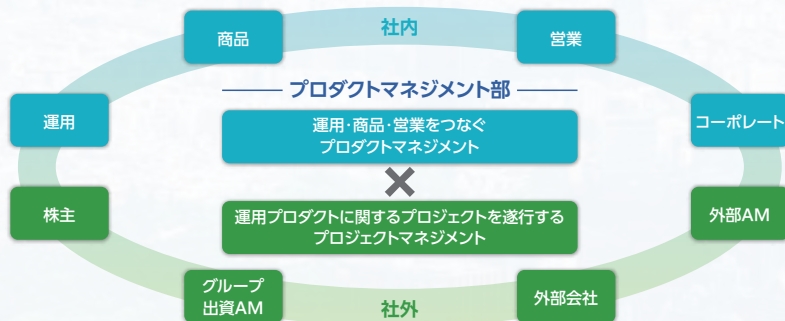 社内
商品
営業
プロダクトマネジメント部
運用
運用・商品・営業をつなぐ
プロダクトマネジメント
コーポレート
株主
運用プロダクトに関するプロジェクトを遂行する
プロジェクトマネジメント
外部AM
グループ
出資AM
社外
外部会社